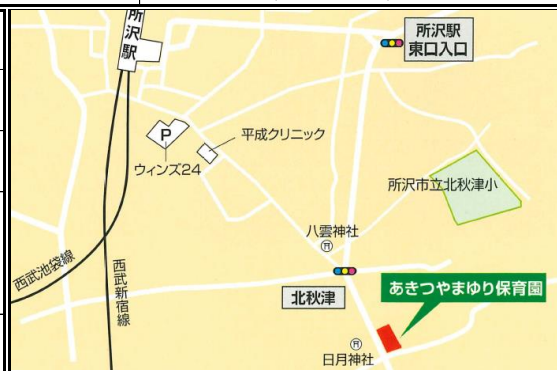 所沢駅
所沢駅
東口入口
P
平成クリニック
ウィンズ24
所沢市立北秋津小
八雲神社
西武池袋線
西武新宿線
北秋津
あきつやまゆり保育園
日月神社